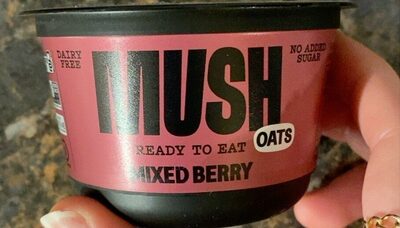 DAIRY
FREE
MUSH
NO ADDED
SUGAR
READY TO EAT
OATS
MIXED BERRY